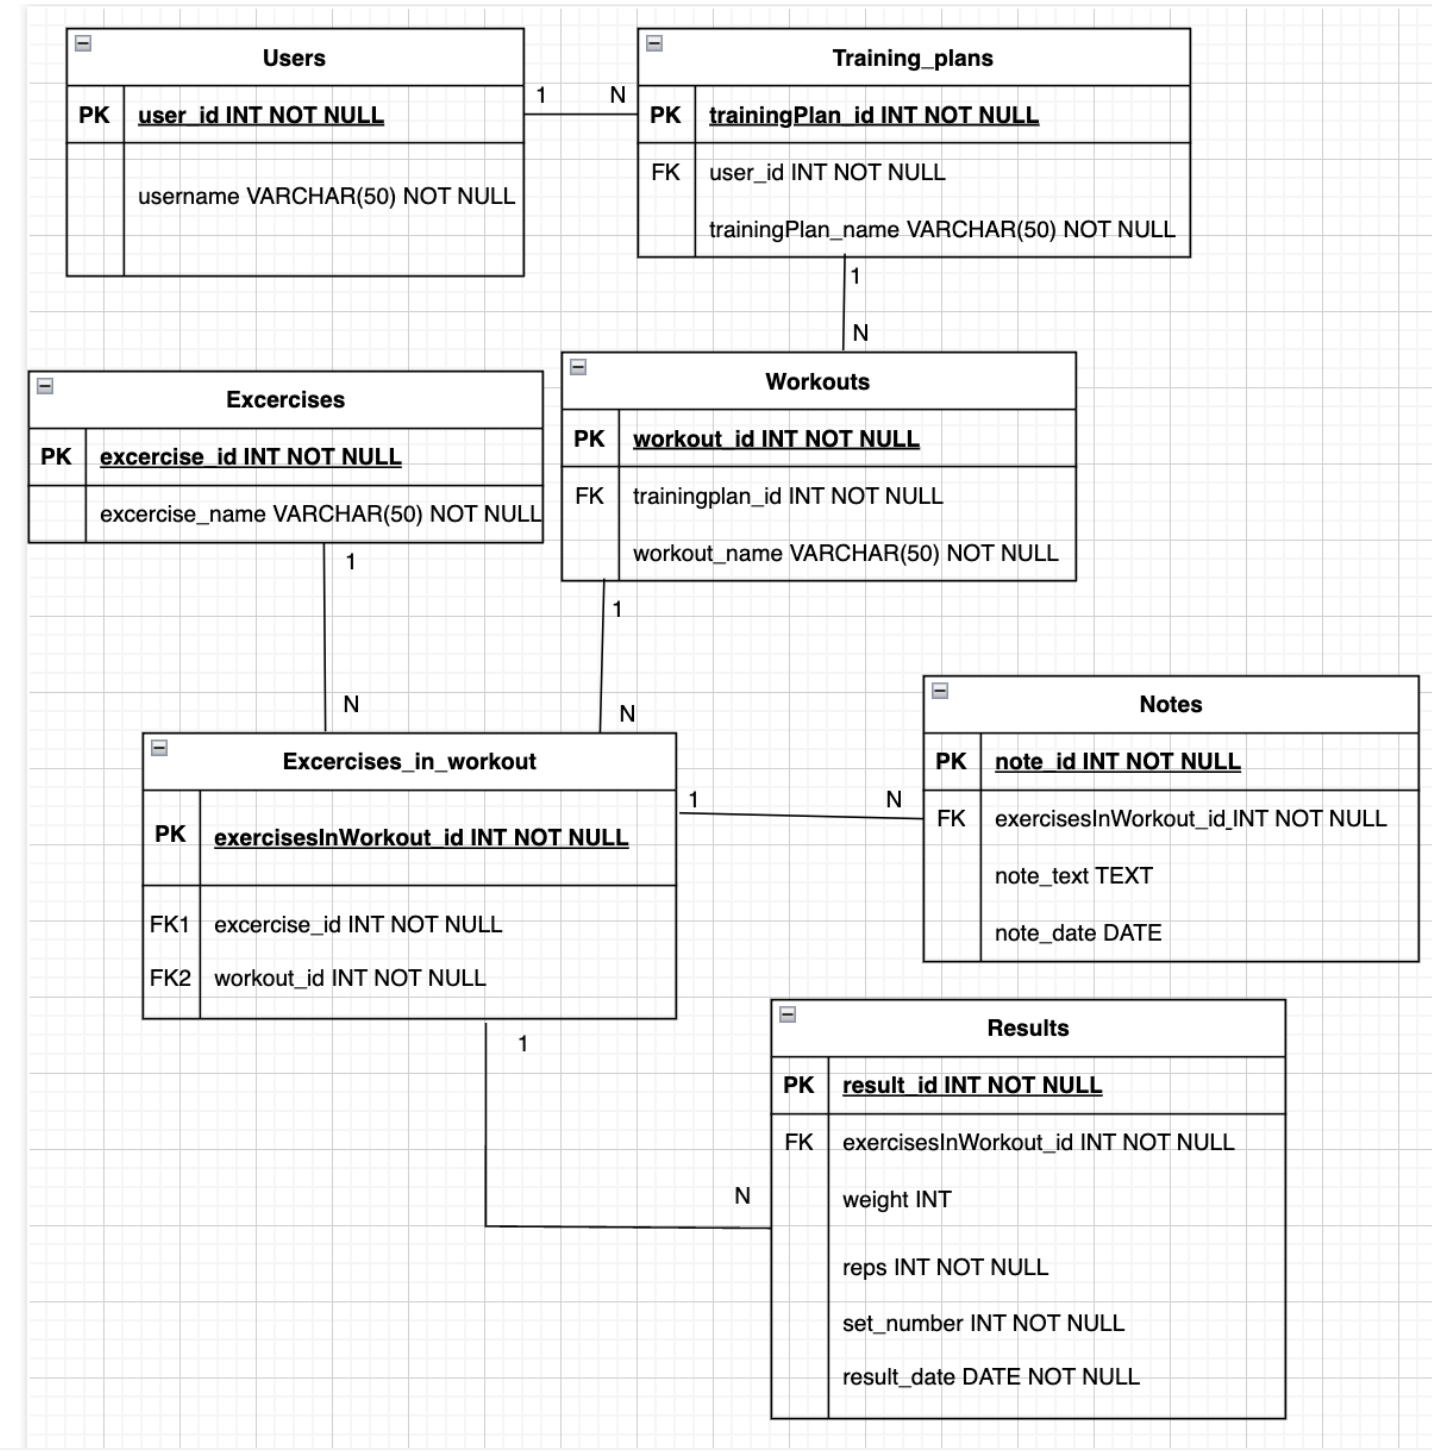 Users
PK user_id INT NOT NULL
username VARCHAR(50) NOT NULL
1 N
Training_plans
PK trainingPlan_id INT NOT NULL
FK user_id INT NOT NULL
trainingPlan_name VARCHAR(50) NOT NULL
1
N
Excercises
PK excercise_id INT NOT NULL
excercise_name VARCHAR(50) NOT NULL
1
N
Workouts
PK workout_id INT NOT NULL
FK trainingplan_id INT NOT NULL
workout_name VARCHAR(50) NOT NULL
1
N
Excercises_in_workout
PK exercisesInWorkout_id INT NOT NULL
FK1 excercise_id INT NOT NULL
FK2 workout_id INT NOT NULL
1 N
Notes
PK note_id INT NOT NULL
FK exercisesInWorkout_id INT NOT NULL
note_text TEXT
note_date DATE
1
N
Results
PK result_id INT NOT NULL
FK exercisesInWorkout_id INT NOT NULL
weight INT
reps INT NOT NULL
set_number INT NOT NULL
result_date DATE NOT NULL